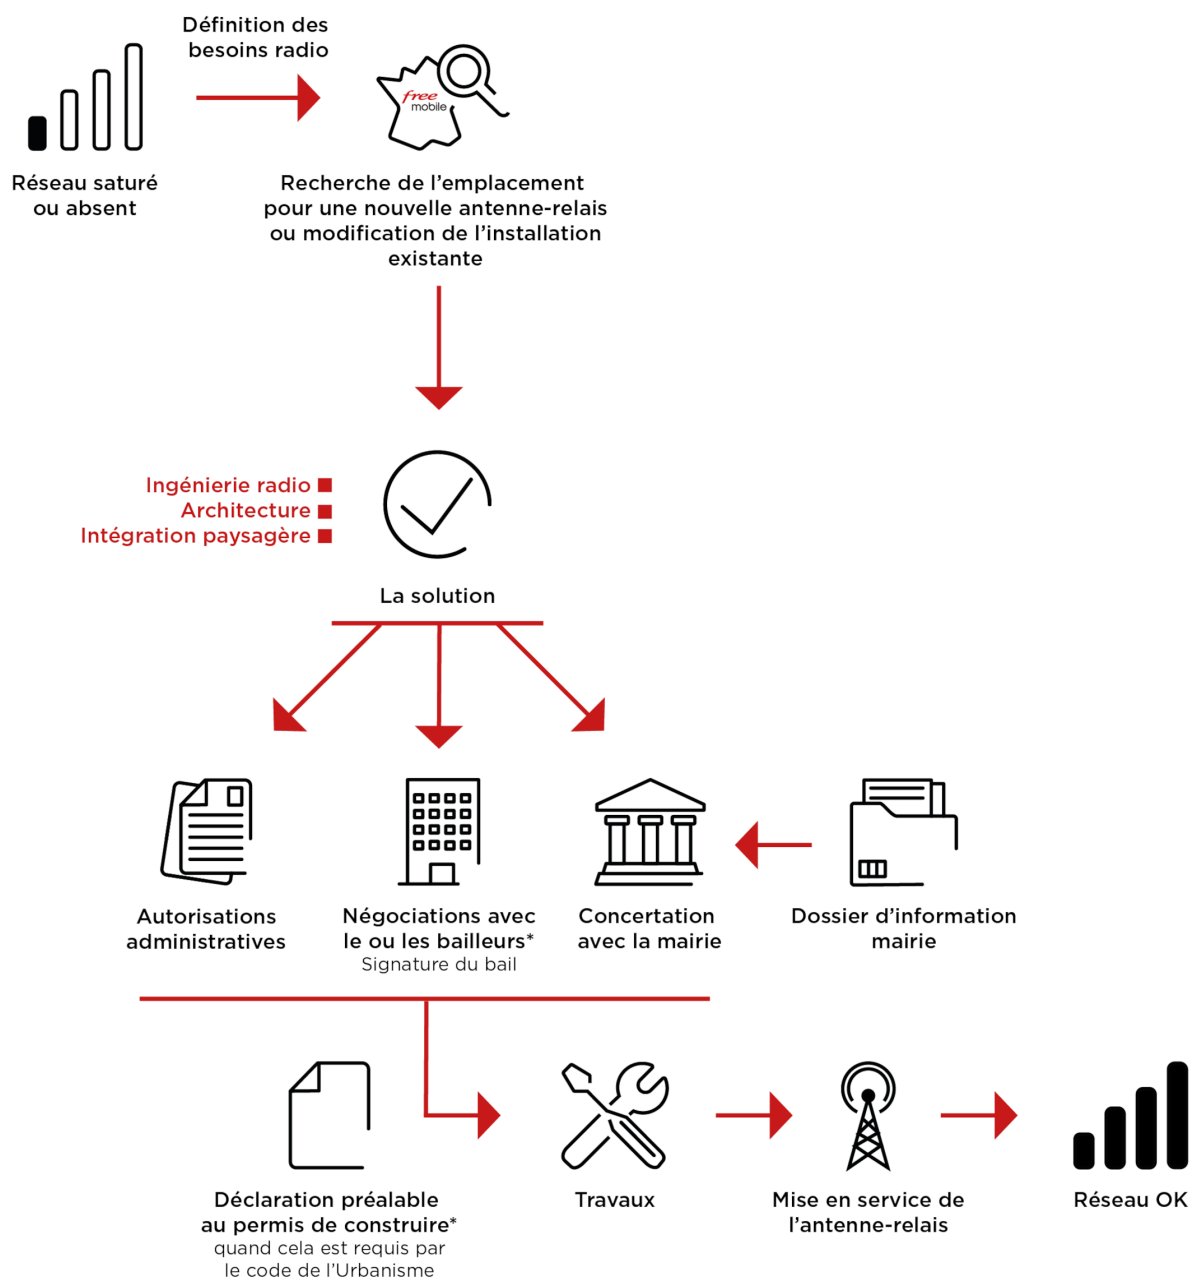 Définition des
besoins radio
free
mobile
Réseau saturé
ou absent
Recherche de l’emplacement
pour une nouvelle antenne-relais
ou modification de l’installation
existante
Ingénierie radio
Architecture
Intégration paysagère
La solution
Autorisations
administratives
Négociations avec
le ou les bailleurs*
Signature du bail
Concertation
avec la mairie
Dossier d’information
mairie
Déclaration préalable
au permis de construire*
quand cela est requis par
le code de l’Urbanisme
Travaux
Mise en service de
l’antenne-relais
Réseau OK